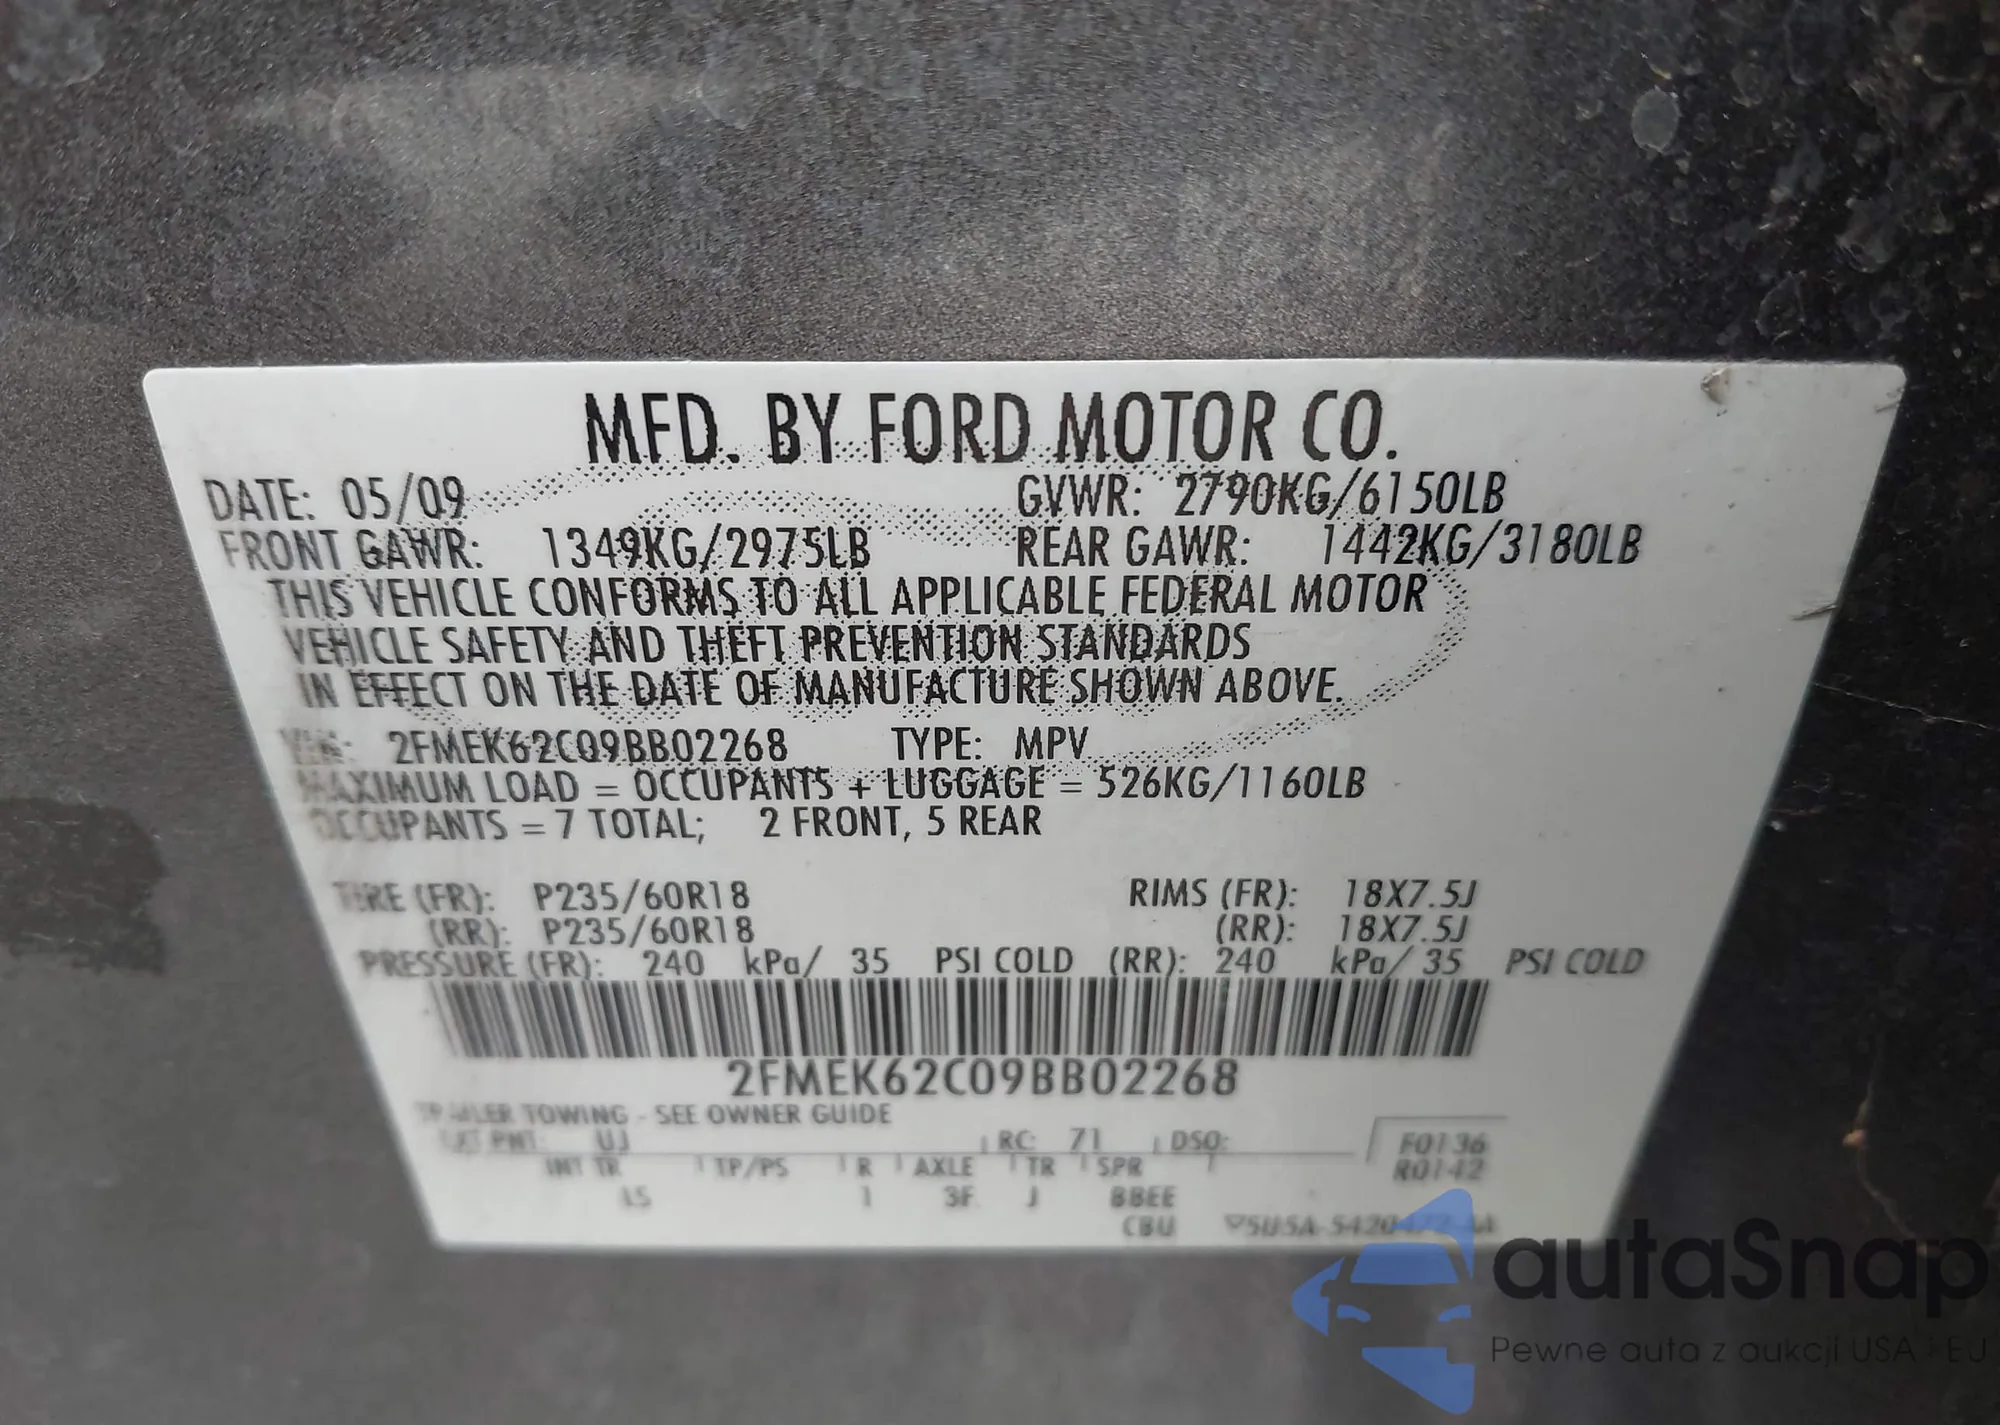 MFD. BY FORD MOTOR CO.
DATE: 05/09 GVWR: 2790KG/6150LB
FRONT GAWR: 1349KG/2975LB REAR GAWR: 1442KG/3180LB
THIS VEHICLE CONFORMS TO ALL APPLICABLE FEDERAL MOTOR
VEHICLE SAFETY AND THEFT PREVENTION STANDARDS
IN EFFECT ON THE DATE OF MANUFACTURE SHOWN ABOVE.
VIN: 2FMEK62C09BB02268 TYPE: MPV
MAXIMUM LOAD = OCCUPANTS + LUGGAGE = 526KG/1160LB
OCCUPANTS = 7 TOTAL; 2 FRONT, 5 REAR
TIRE (FR): P235/60R18 RIMS (FR): 18X7.5J
(RR): P235/60R18 (RR): 18X7.5J
PRESSURE (FR): 240 kPa/ 35 PSI COLD (RR): 240 kPa/ 35 PSI COLD
2FMEK62C09BB02268
TRAILER TOWING - SEE OWNER GUIDE
EXT PNT: UJ RC: 71 DSO: F0136
R0142
INT TR TP/PS R AXLE TR SPR
LS 1 3F J BBEE
CBU
autaSnap
Pewne auta z aukcji USA i EU